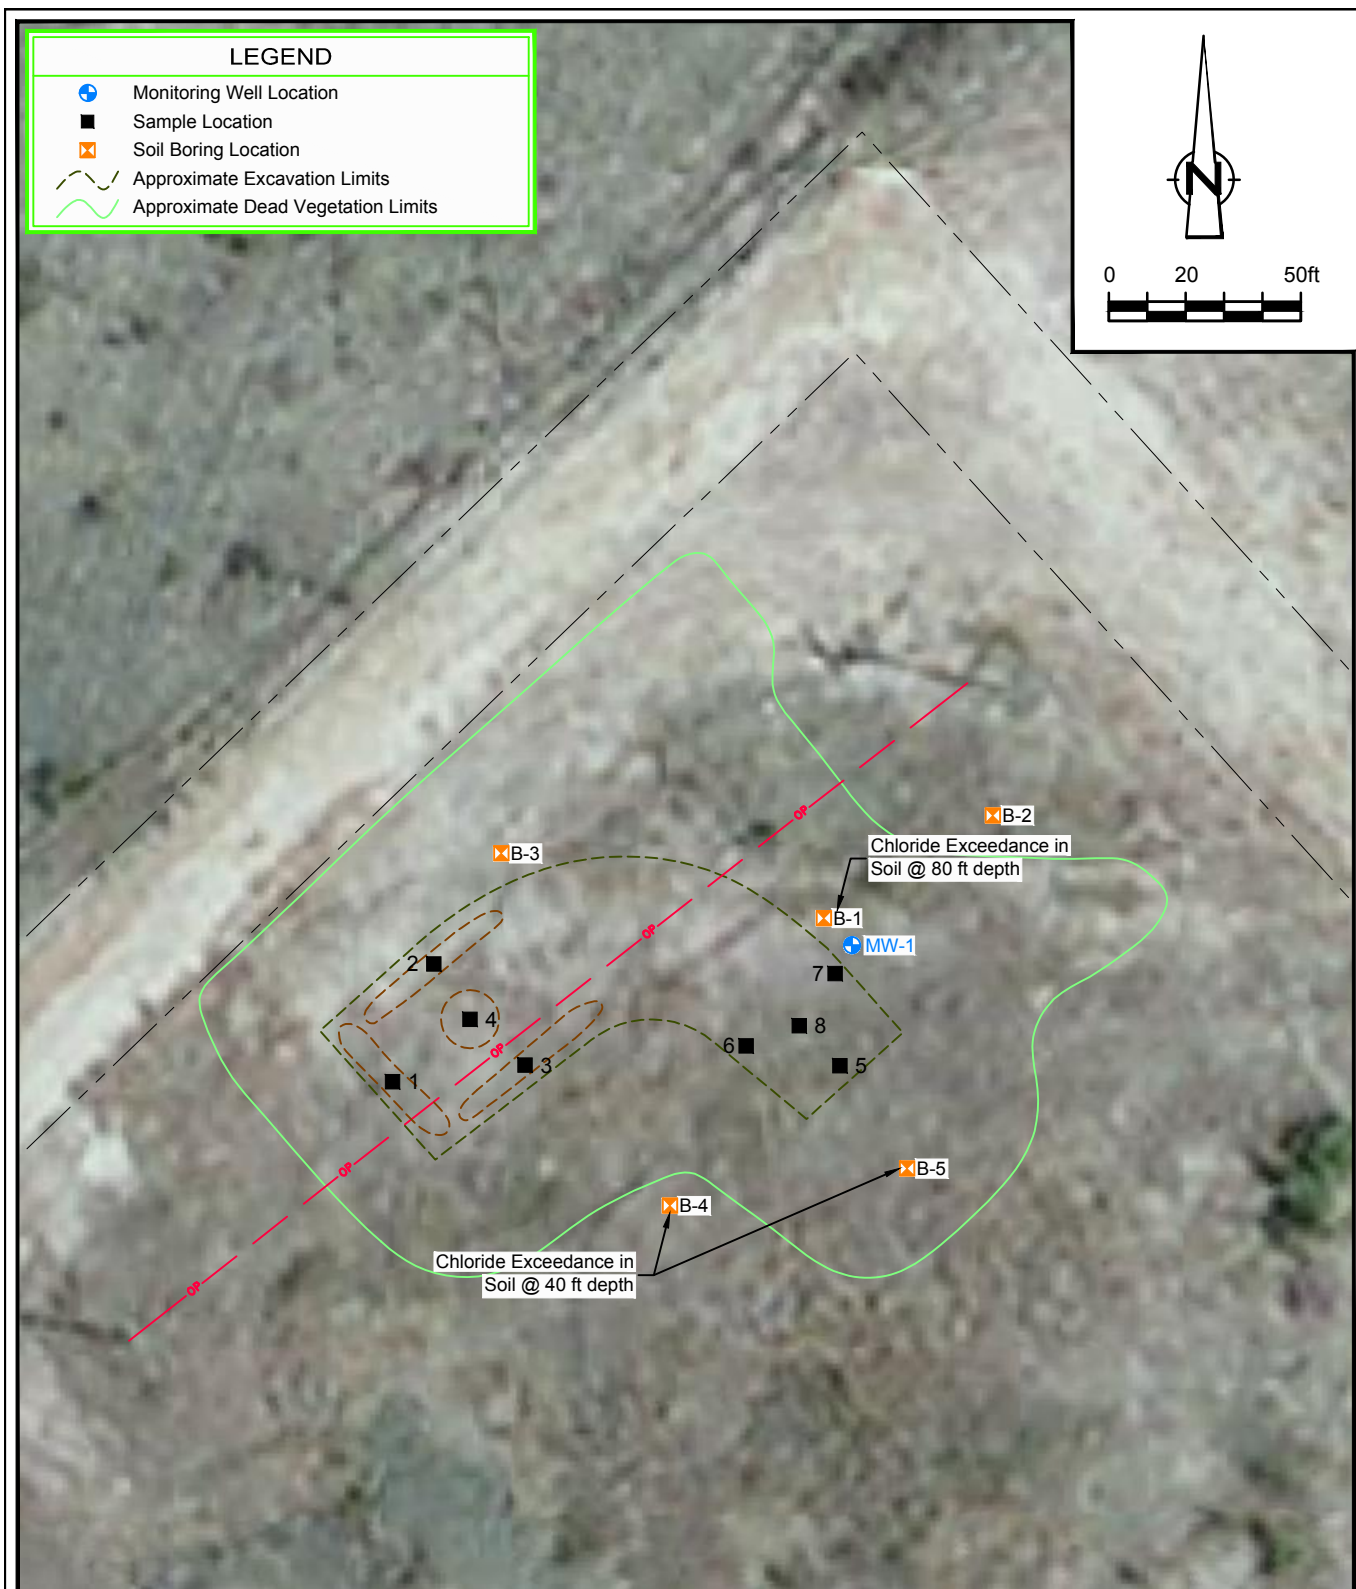 LEGEND
Monitoring Well Location
Sample Location
Soil Boring Location
Approximate Excavation Limits
Approximate Dead Vegetation Limits
N
0 20 50ft
OP
B-2
Chloride Exceedance in
Soil @ 80 ft depth
B-3
B-1
OP
MW-1
2
7
4
8
6
OP
3
5
1
OP
B-5
B-4
Chloride Exceedance in
Soil @ 40 ft depth
OP